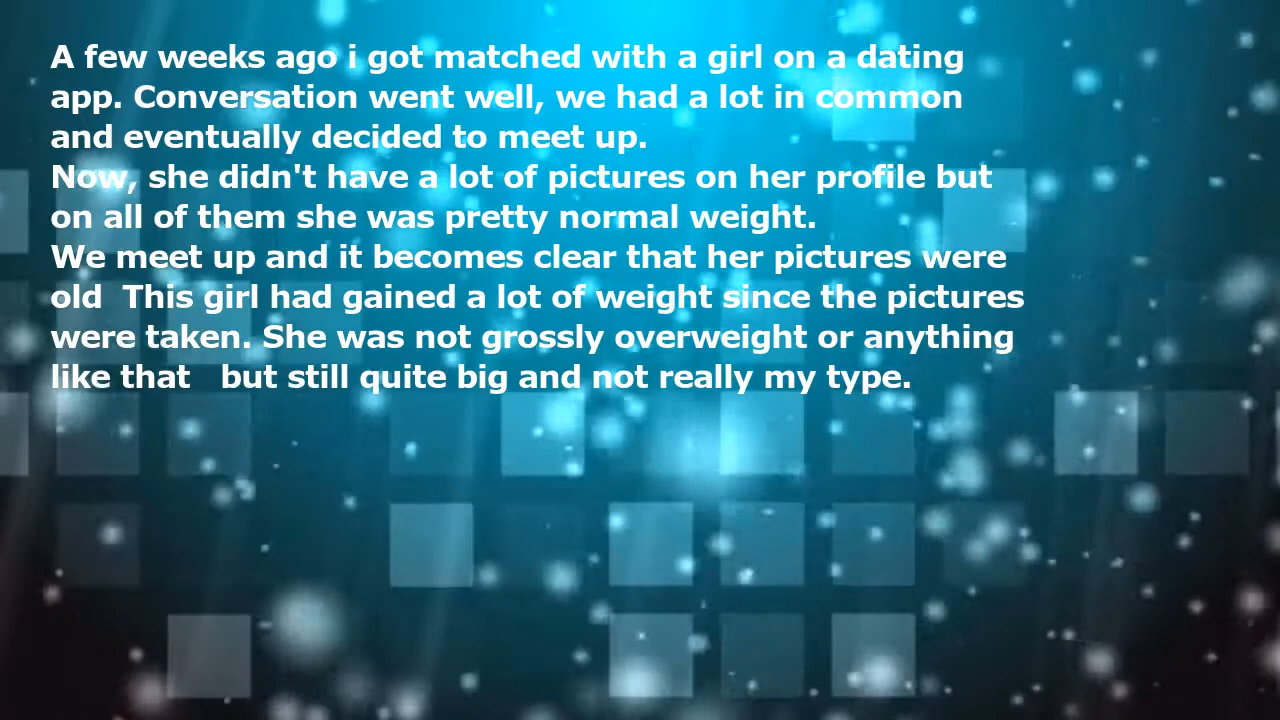 A few weeks ago i got matched with a girl on a dating
app. Conversation went well, we had a lot in common
and eventually decided to meet up.
Now, she didn't have a lot of pictures on her profile but
on all of them she was pretty normal weight.
We meet up and it becomes clear that her pictures were
old  This girl had gained a lot of weight since the pictures
were taken. She was not grossly overweight or anything
like that   but still quite big and not really my type.